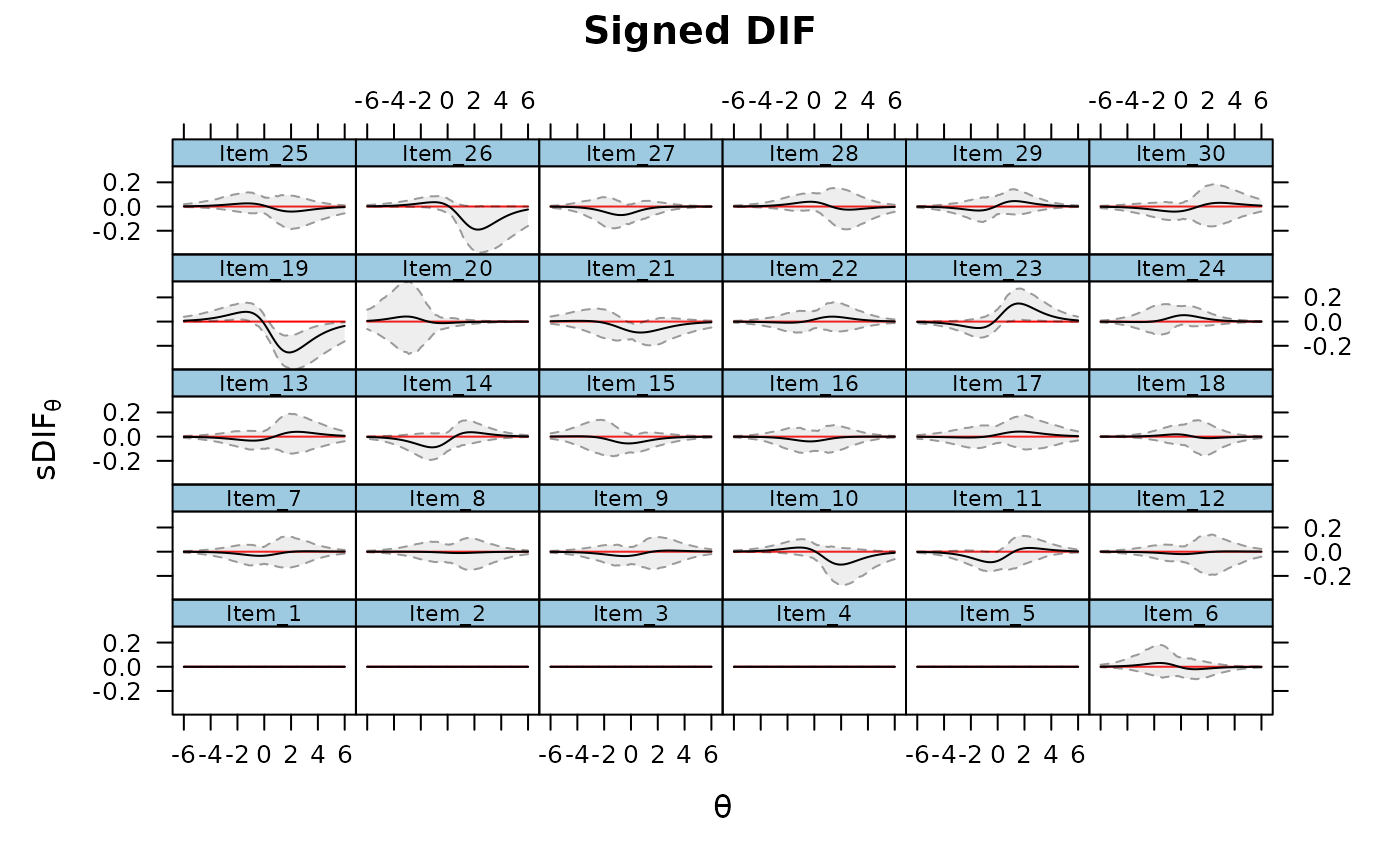 Signed DIF
-6 -4 -2 0 2 4 6 -6 -4 -2 0 2 4 6 -6 -4 -2 0 2 4 6
Item_25 Item_26 Item_27 Item_28 Item_29 Item_30
0.2
0.0
-0.2
Item_19 Item_20 Item_21 Item_22 Item_23 Item_24
0.2
0.0
-0.2
Item_13 Item_14 Item_15 Item_16 Item_17 Item_18
0.2
0.0
-0.2
Item_7 Item_8 Item_9 Item_10 Item_11 Item_12
0.2
0.0
-0.2
Item_1 Item_2 Item_3 Item_4 Item_5 Item_6
0.2
0.0
-0.2
-6 -4 -2 0 2 4 6 -6 -4 -2 0 2 4 6 -6 -4 -2 0 2 4 6
sDIFθ
θ